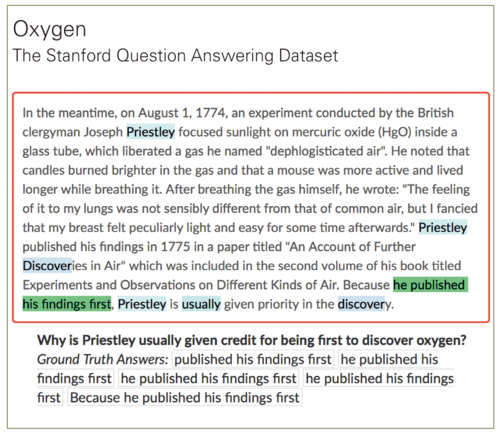 Oxygen
The Stanford Question Answering Dataset
In the meantime, on August 1, 1774, an experiment conducted by the British
clergyman Joseph Priestley focused sunlight on mercuric oxide (HgO) inside a
glass tube, which liberated a gas he named "dephlogisticated air". He noted that
candles burned brighter in the gas and that a mouse was more active and lived
longer while breathing it. After breathing the gas himself, he wrote: "The feeling
of it to my lungs was not sensibly different from that of common air, but I fancied
that my breast felt peculiarly light and easy for some time afterwards." Priestley
published his findings in 1775 in a paper titled "An Account of Further
Discoveries in Air" which was included in the second volume of his book titled
Experiments and Observations on Different Kinds of Air. Because he published
his findings first, Priestley is usually given priority in the discovery.
Why is Priestley usually given credit for being first to discover oxygen?
Ground Truth Answers: published his findings first he published his
findings first he published his findings first he published his findings
first Because he published his findings first